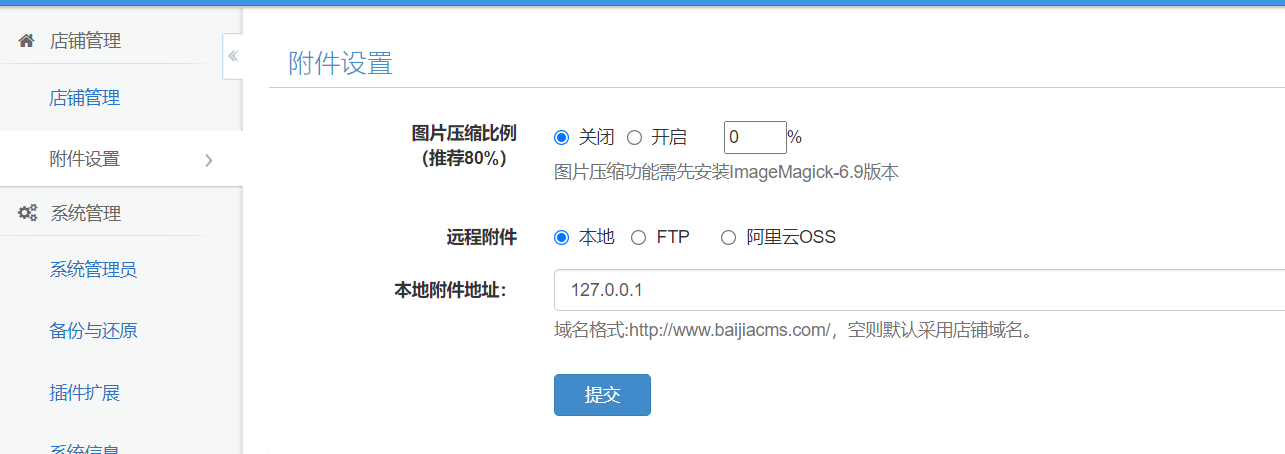 店铺管理
店铺管理
附件设置
系统管理
系统管理员
备份与还原
插件扩展
系统信息
附件设置
图片压缩比例
（推荐80%）
关闭 开启 0 %
图片压缩功能需先安装ImageMagick-6.9版本
远程附件
本地 FTP 阿里云OSS
本地附件地址：
127.0.0.1
域名格式:http://www.baijiacms.com/，空则默认采用店铺域名。
提交